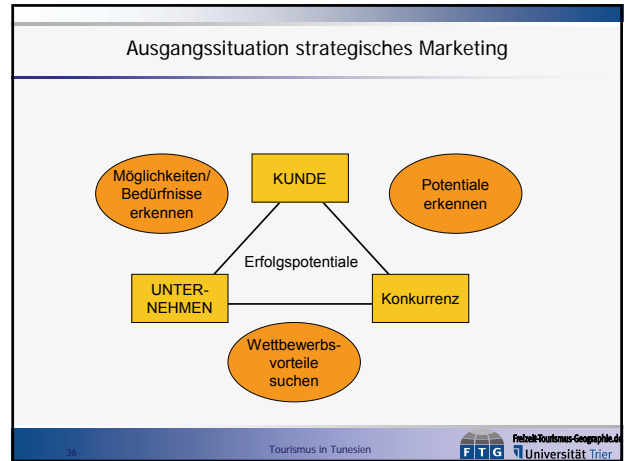 Ausgangssituation strategisches Marketing
Möglichkeiten/
Bedürfnisse
erkennen
KUNDE
Potentiale
erkennen
Erfolgspotentiale
UNTER-
NEHMEN
Konkurrenz
Wettbewerbs-
vorteile
suchen
36
Tourismus in Tunesien
FTG
Freizeit-Tourismus-Geographie.de
Universität Trier